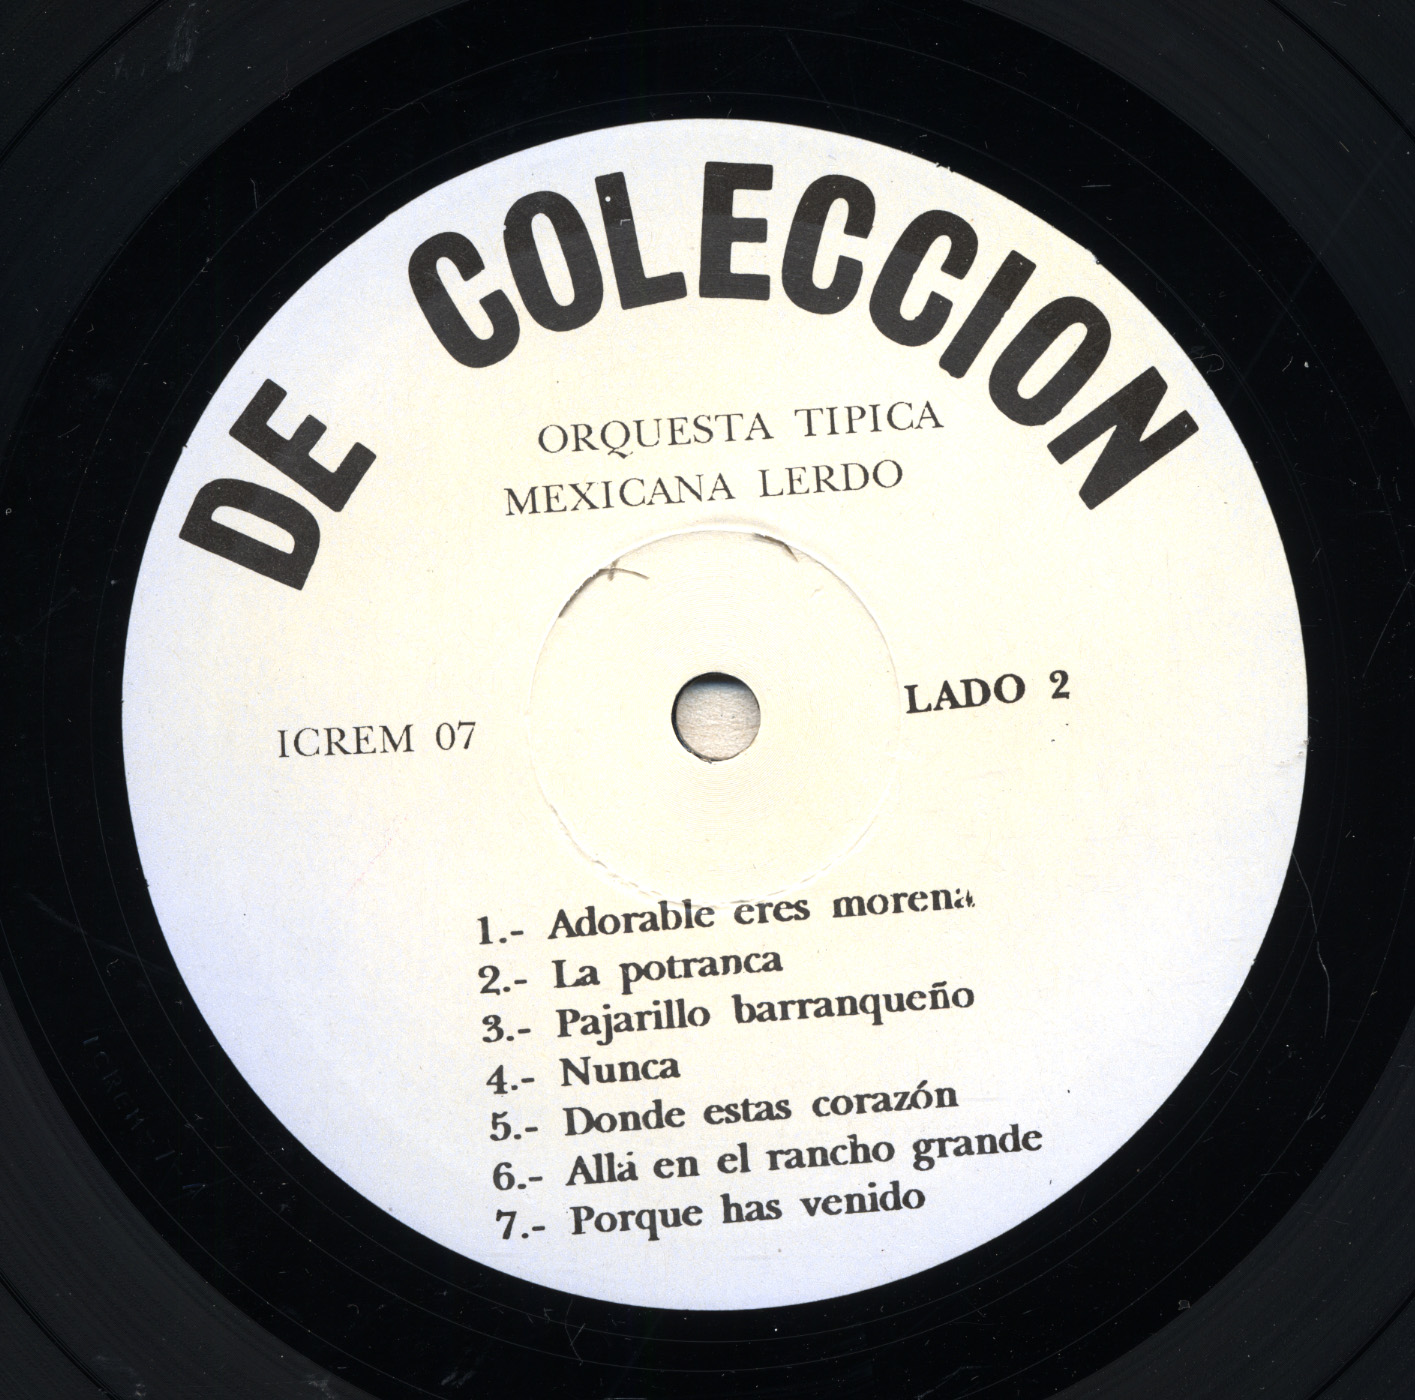 DE COLECCION
ORQUESTA TIPICA
MEXICANA LERDO
ICREM 07
LADO 2
1.- Adorable eres morena
2.- La potranca
3.- Pajarillo barranqueño
4.- Nunca
5.- Donde estas corazón
6.- Allá en el rancho grande
7.- Porque has venido